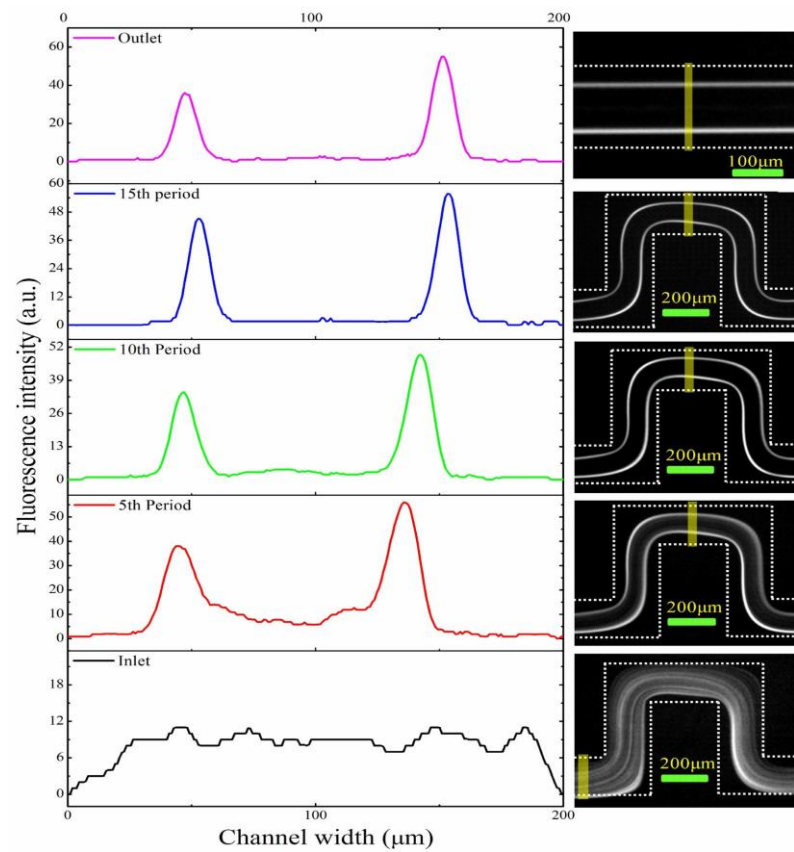 0 100 200
Outlet
60
40
20
0
100μm
60
15th period
48
36
24
12
0
200μm
52
10th Period
39
26
13
0
200μm
Fluorescence intensity (a.u.)
5th Period
50
40
30
20
10
0
200μm
Inlet
18
12
6
0
200μm
0 100 200
Channel width (μm)